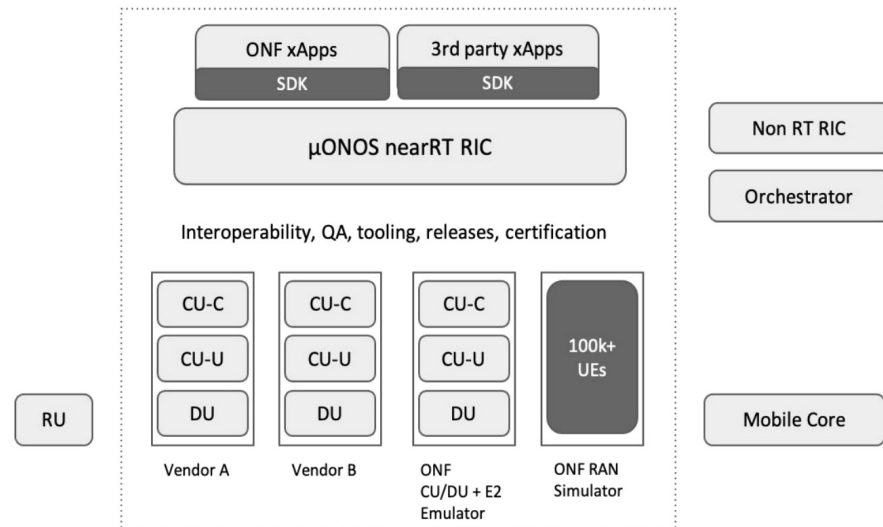 ONF xApps
3rd party xApps
SDK
SDK
µONOS nearRT RIC
Non RT RIC
Orchestrator
Interoperability, QA, tooling, releases, certification
CU-C
CU-C
CU-C
CU-U
CU-U
CU-U
100k+
UEs
DU
DU
DU
RU
Mobile Core
Vendor A
Vendor B
ONF
CU/DU + E2
Emulator
ONF RAN
Simulator